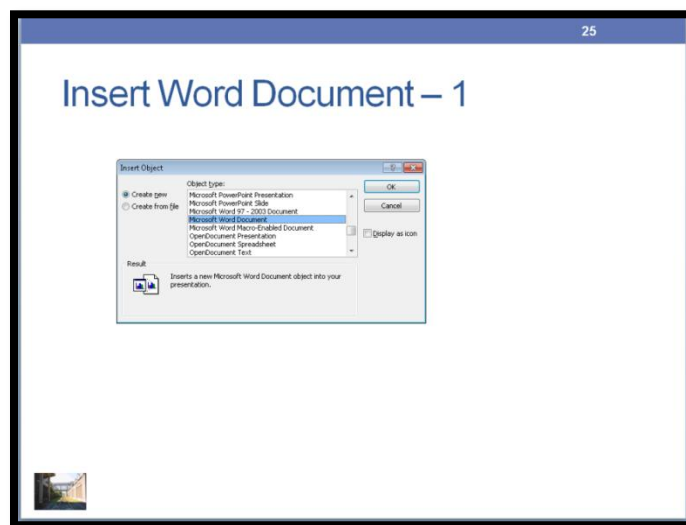 25
Insert Word Document – 1
Insert Object
Object type:
Create new
Create from file
Microsoft PowerPoint Presentation
Microsoft PowerPoint Slide
Microsoft Word 97 - 2003 Document
Microsoft Word Document
Microsoft Word Macro-Enabled Document
OpenDocument Presentation
OpenDocument Spreadsheet
OpenDocument Text
OK
Cancel
Display as icon
Result
Inserts a new Microsoft Word Document object into your
presentation.